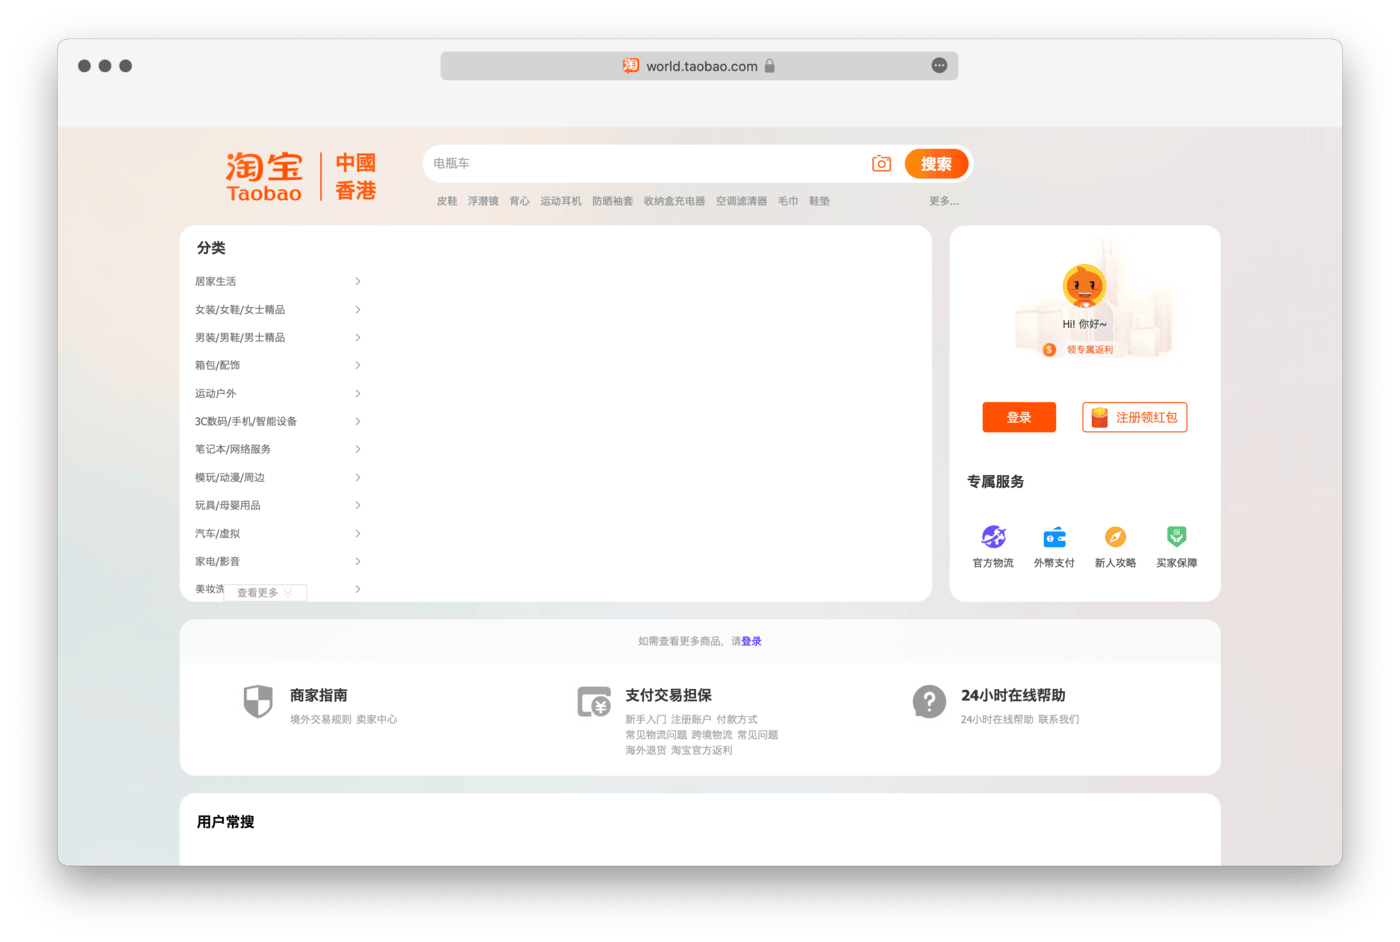 world.taobao.com
淘宝
Taobao
中國
香港
电瓶车
搜索
皮鞋 浮潜镜 背心 运动耳机 防晒袖套 收纳盒充电器 空调滤清器 毛巾 鞋垫 更多...
分类
居家生活
女装/女鞋/女士精品
男装/男鞋/男士精品
箱包/配饰
运动户外
3C数码/手机/智能设备
笔记本/网络服务
模玩/动漫/周边
玩具/母婴用品
汽车/虚拟
家电/影音
美妆洗
查看更多
Hi! 你好~
领专属返利
登录
注册领红包
专属服务
官方物流 外幣支付 新人攻略 买家保障
如需查看更多商品，请登录
商家指南
境外交易规则 卖家中心
支付交易担保
新手入门 注册账户 付款方式
常见物流问题 跨境物流 常见问题
海外退货 淘宝官方返利
24小时在线帮助
24小时在线帮助 联系我们
用户常搜